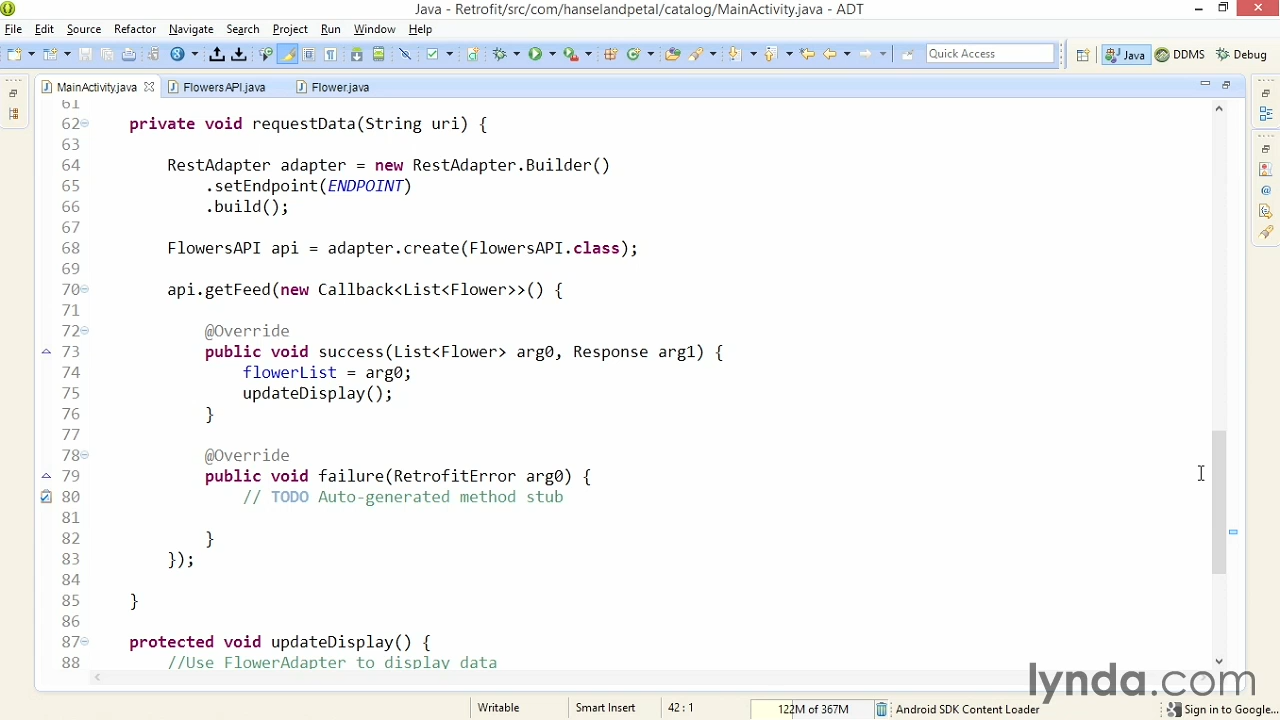 Java - Retrofit/src/com/hanselandpetal/catalog/MainActivity.java - ADT
File Edit Source Refactor Navigate Search Project Run Window Help
Quick Access
Java
DDMS
Debug
MainActivity.java
FlowersAPI.java
Flower.java
61
62 private void requestData(String uri) {
63
64 RestAdapter adapter = new RestAdapter.Builder()
65 .setEndpoint(ENDPOINT)
66 .build();
67
68 FlowersAPI api = adapter.create(FlowersAPI.class);
69
70 api.getFeed(new Callback<List<Flower>>() {
71
72 @Override
73 public void success(List<Flower> arg0, Response arg1) {
74 flowerList = arg0;
75 updateDisplay();
76 }
77
78 @Override
79 public void failure(RetrofitError arg0) {
80 // TODO Auto-generated method stub
81
82 }
83 });
84
85 }
86
87 protected void updateDisplay() {
88 //Use FlowerAdapter to display data
lynda.com
Writable
Smart Insert
42 : 1
122M of 367M
Android SDK Content Loader
Sign in to Google...